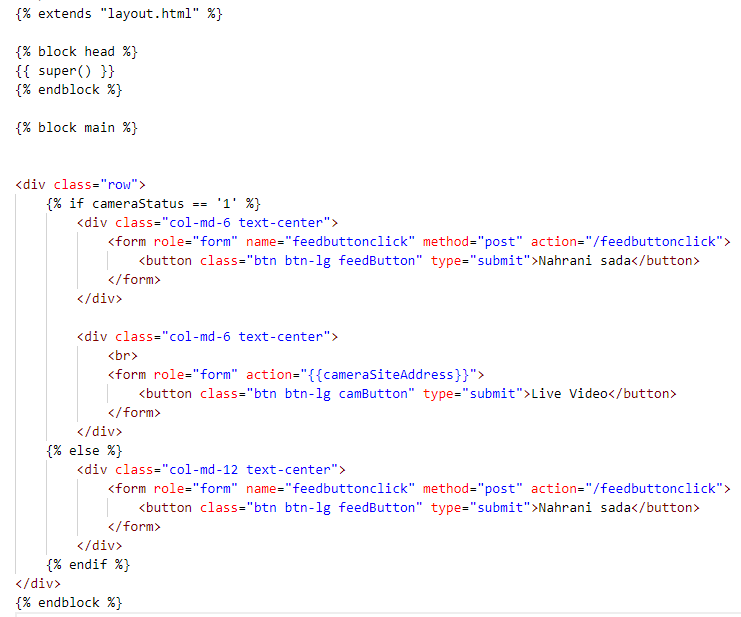 {% extends "layout.html" %}
{% block head %}
{{ super() }}
{% endblock %}
{% block main %}
<div class="row">
{% if cameraStatus == '1' %}
<div class="col-md-6 text-center">
<form role="form" name="feedbuttonclick" method="post" action="/feedbuttonclick">
<button class="btn btn-lg feedButton" type="submit">Nahrani sada</button>
</form>
</div>
<div class="col-md-6 text-center">
<br>
<form role="form" action="{{cameraSiteAddress}}">
<button class="btn btn-lg camButton" type="submit">Live Video</button>
</form>
</div>
{% else %}
<div class="col-md-12 text-center">
<form role="form" name="feedbuttonclick" method="post" action="/feedbuttonclick">
<button class="btn btn-lg feedButton" type="submit">Nahrani sada</button>
</form>
</div>
{% endif %}
</div>
{% endblock %}